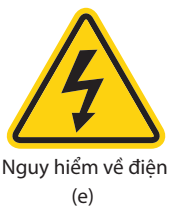 Nguy hiểm về điện
(e)